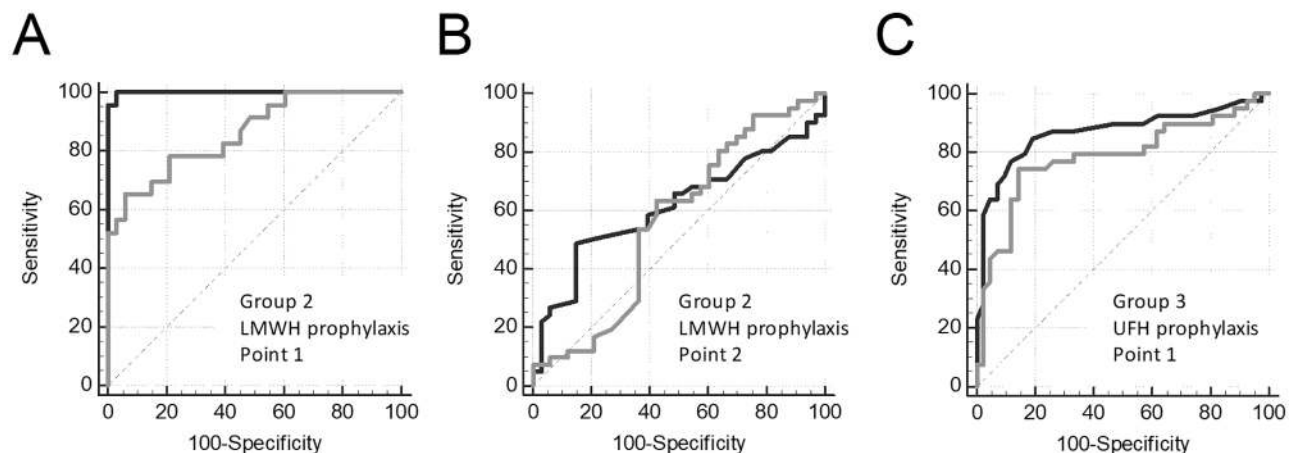 A
B
C
Sensitivity
100
80
60
40
20
0
Group 2
LMWH prophylaxis
Point 1
0 20 40 60 80 100
100-Specificity
Sensitivity
100
80
60
40
20
0
Group 2
LMWH prophylaxis
Point 2
0 20 40 60 80 100
100-Specificity
Sensitivity
100
80
60
40
20
0
Group 3
UFH prophylaxis
Point 1
0 20 40 60 80 100
100-Specificity